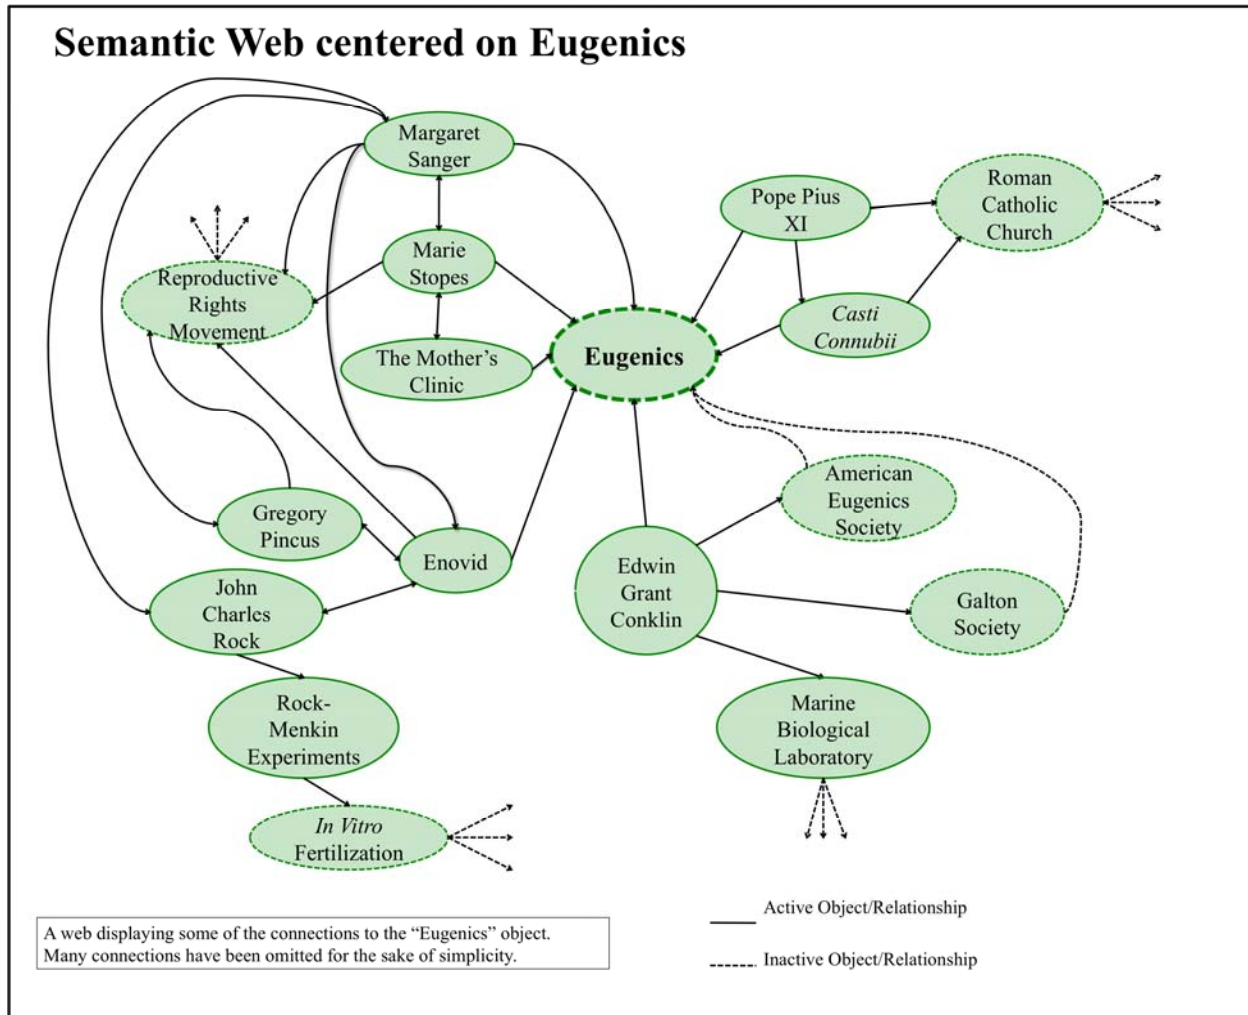 Semantic Web centered on Eugenics
Margaret
Sanger
Pope Pius
XI
Roman
Catholic
Church
Marie
Stopes
Reproductive
Rights
Movement
Casti
Connubii
The Mother’s
Clinic
Eugenics
American
Eugenics
Society
Gregory
Pincus
Enovid
Edwin
Grant
Conklin
John
Charles
Rock
Galton
Society
Rock-
Menkin
Experiments
Marine
Biological
Laboratory
In Vitro
Fertilization
A web displaying some of the connections to the “Eugenics” object.
Many connections have been omitted for the sake of simplicity.
Active Object/Relationship
Inactive Object/Relationship